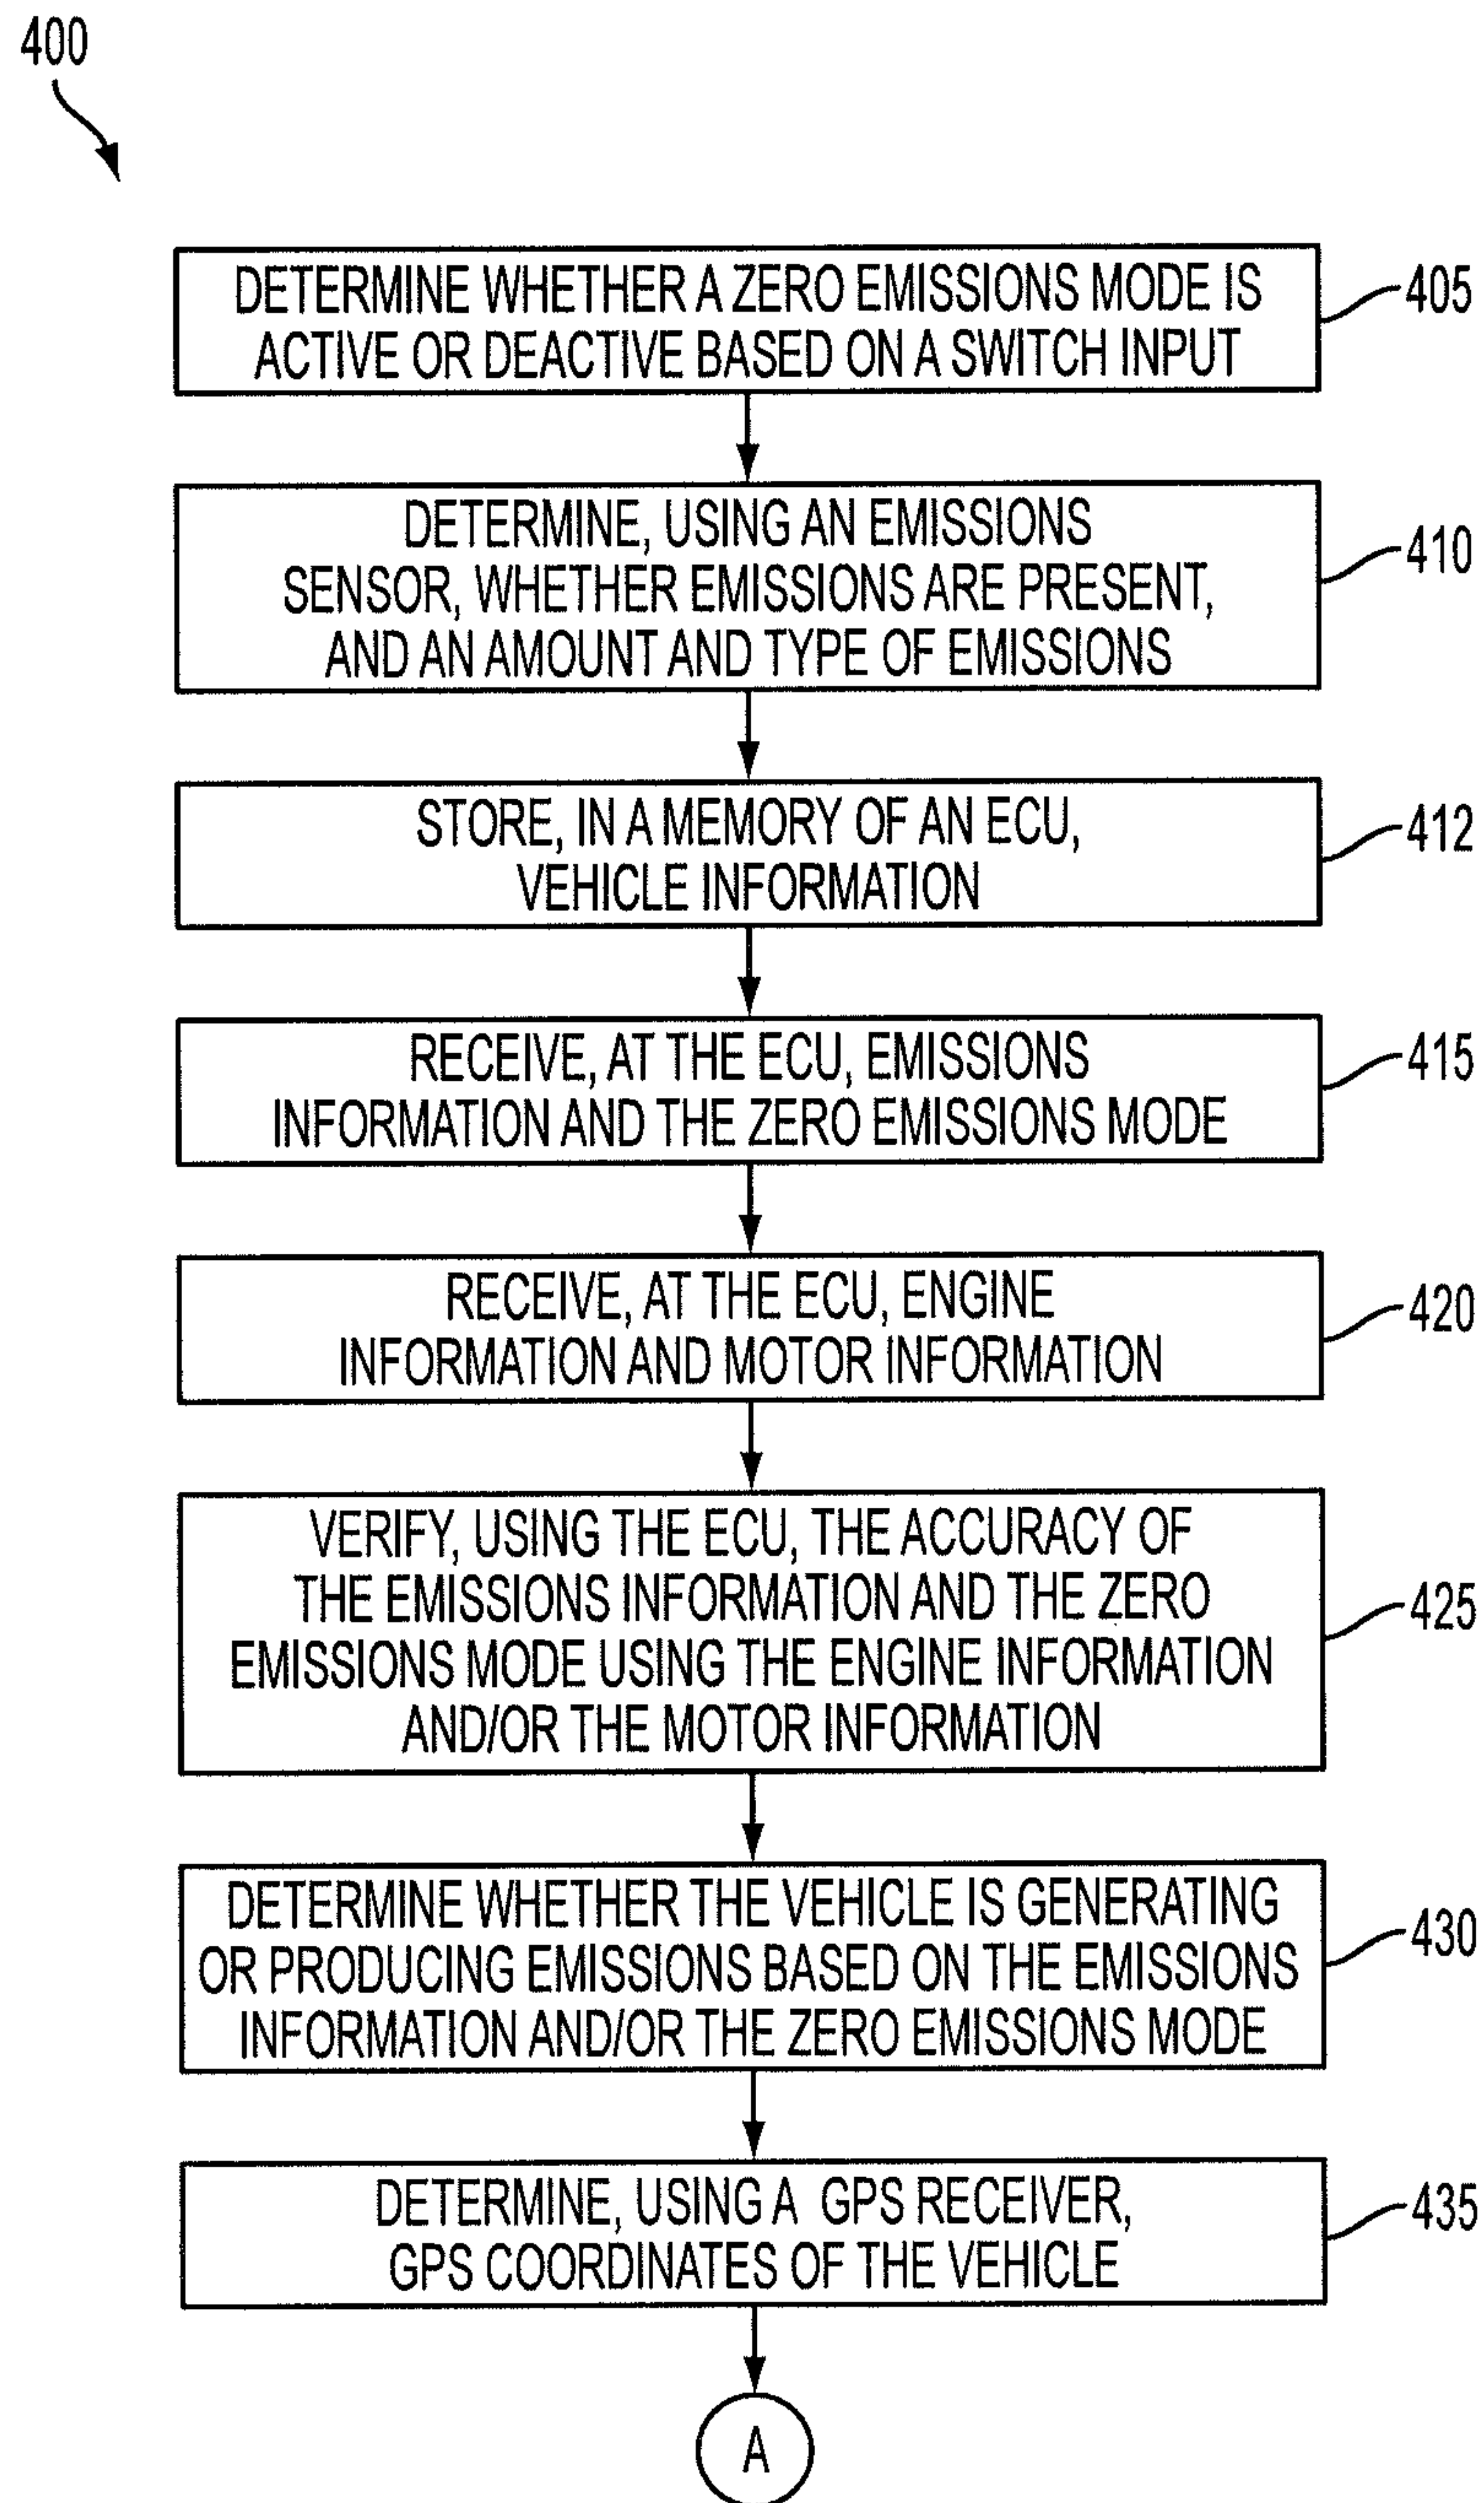 400
DETERMINE WHETHER A ZERO EMISSIONS MODE IS
ACTIVE OR DEACTIVE BASED ON A SWITCH INPUT
405
DETERMINE, USING AN EMISSIONS
SENSOR, WHETHER EMISSIONS ARE PRESENT,
AND AN AMOUNT AND TYPE OF EMISSIONS
410
STORE, IN A MEMORY OF AN ECU,
VEHICLE INFORMATION
412
RECEIVE, AT THE ECU, EMISSIONS
INFORMATION AND THE ZERO EMISSIONS MODE
415
RECEIVE, AT THE ECU, ENGINE
INFORMATION AND MOTOR INFORMATION
420
VERIFY, USING THE ECU, THE ACCURACY OF
THE EMISSIONS INFORMATION AND THE ZERO
EMISSIONS MODE USING THE ENGINE INFORMATION
AND/OR THE MOTOR INFORMATION
425
DETERMINE WHETHER THE VEHICLE IS GENERATING
OR PRODUCING EMISSIONS BASED ON THE EMISSIONS
INFORMATION AND/OR THE ZERO EMISSIONS MODE
430
DETERMINE, USING A GPS RECEIVER,
GPS COORDINATES OF THE VEHICLE
435
A